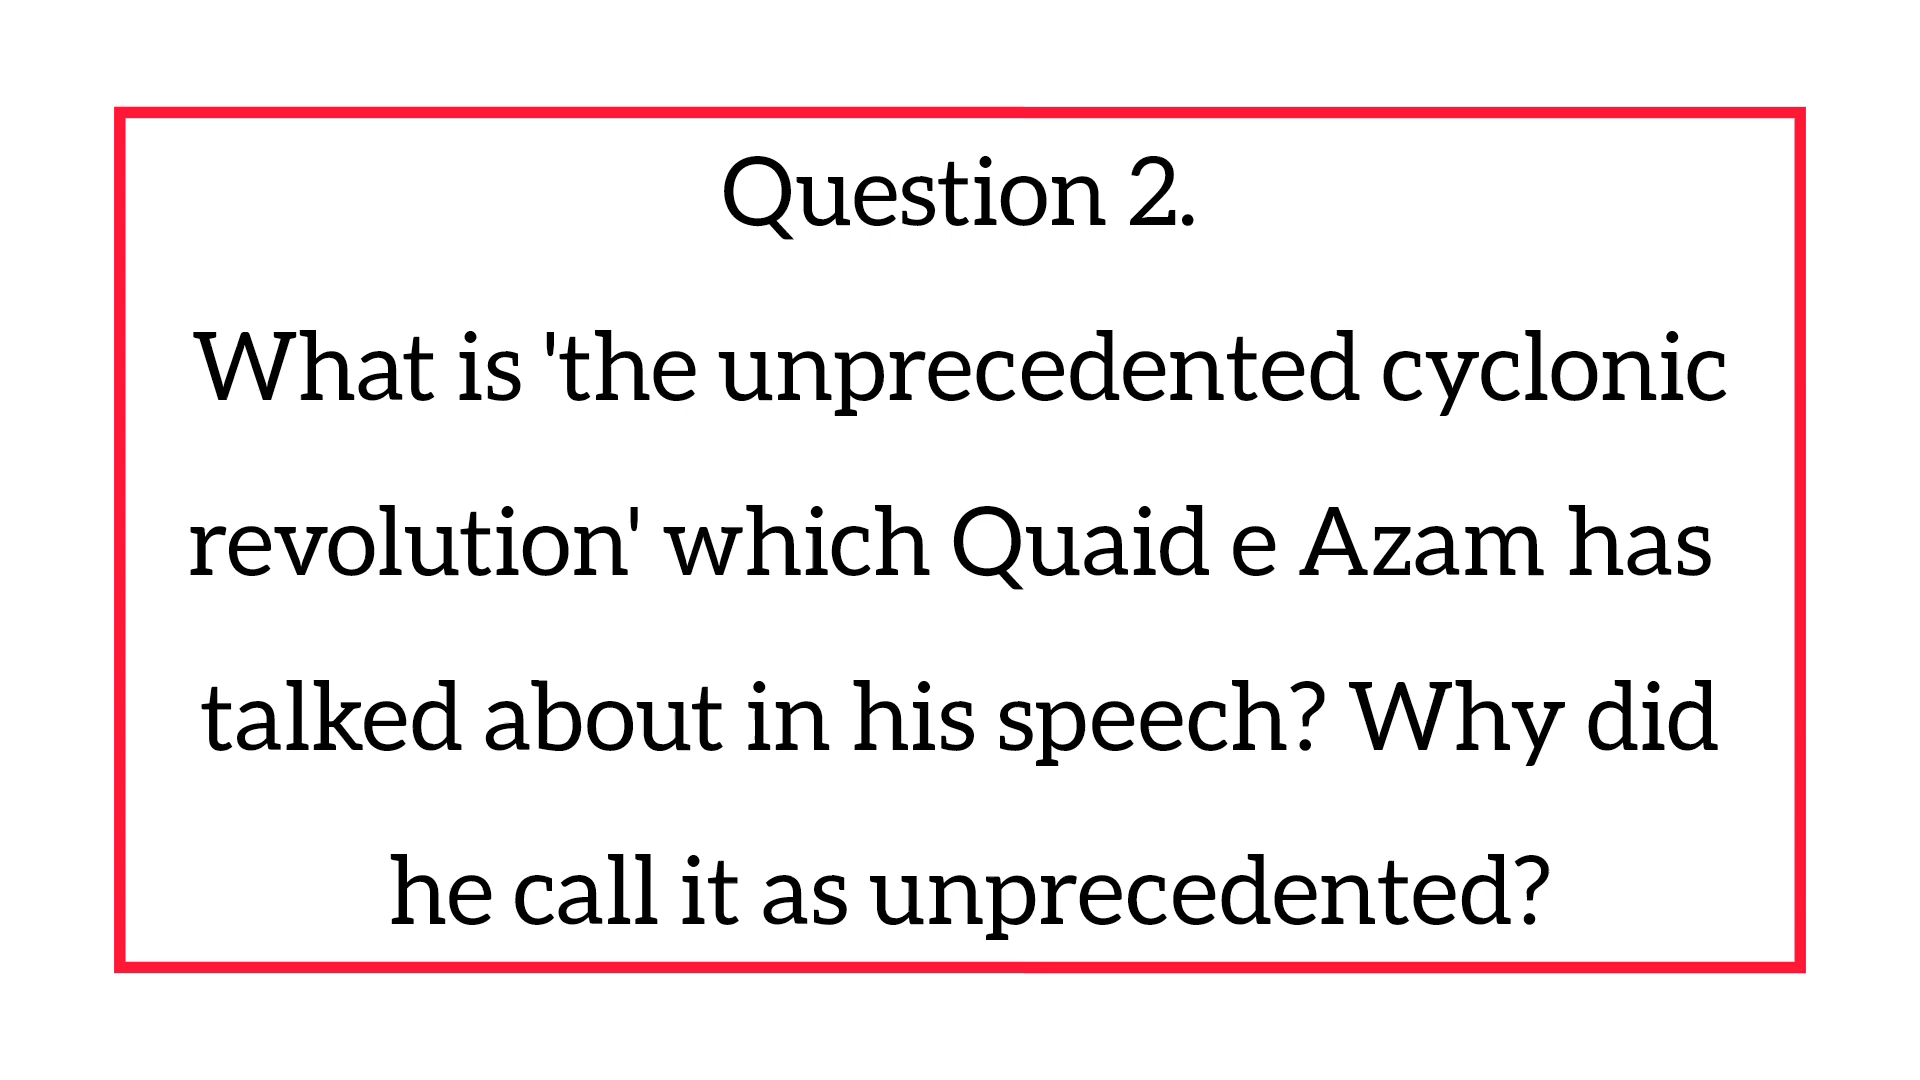 Question 2.
What is 'the unprecedented cyclonic
revolution' which Quaid e Azam has
talked about in his speech? Why did
he call it as unprecedented?